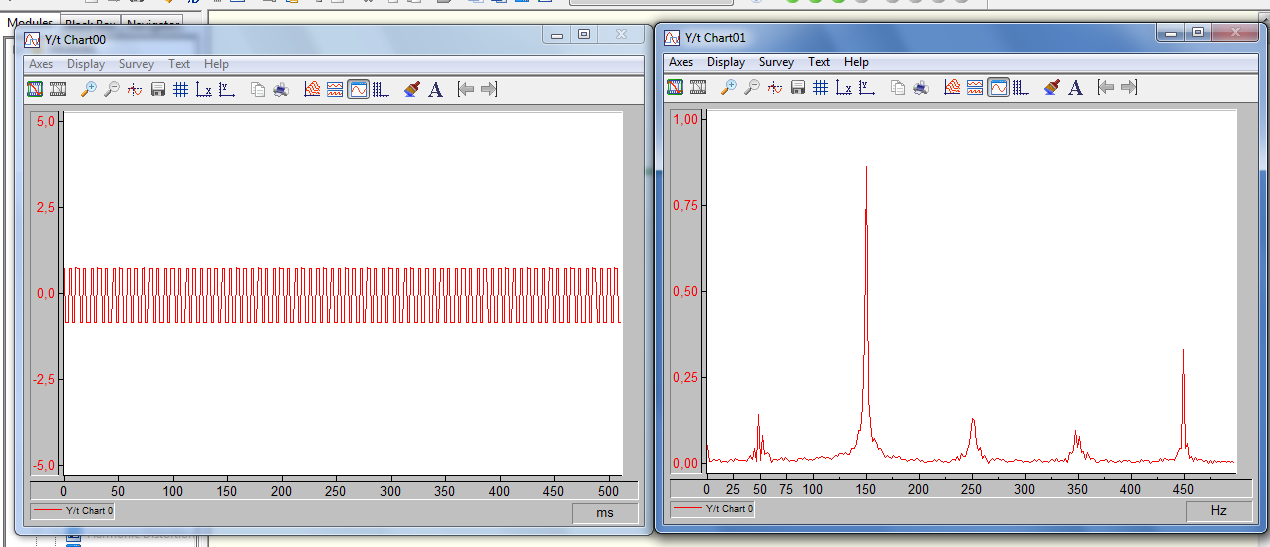 Modules Block Box Navigator
Y/t Chart00
Axes Display Survey Text Help
5,0
2,5
0,0
-2,5
-5,0
0 50 100 150 200 250 300 350 400 450 500
Y/t Chart 0
ms
Y/t Chart01
Axes Display Survey Text Help
1,00
0,75
0,50
0,25
0,00
0 25 50 75 100 150 200 250 300 350 400 450
Y/t Chart 0
Hz
Harmonic Distortion